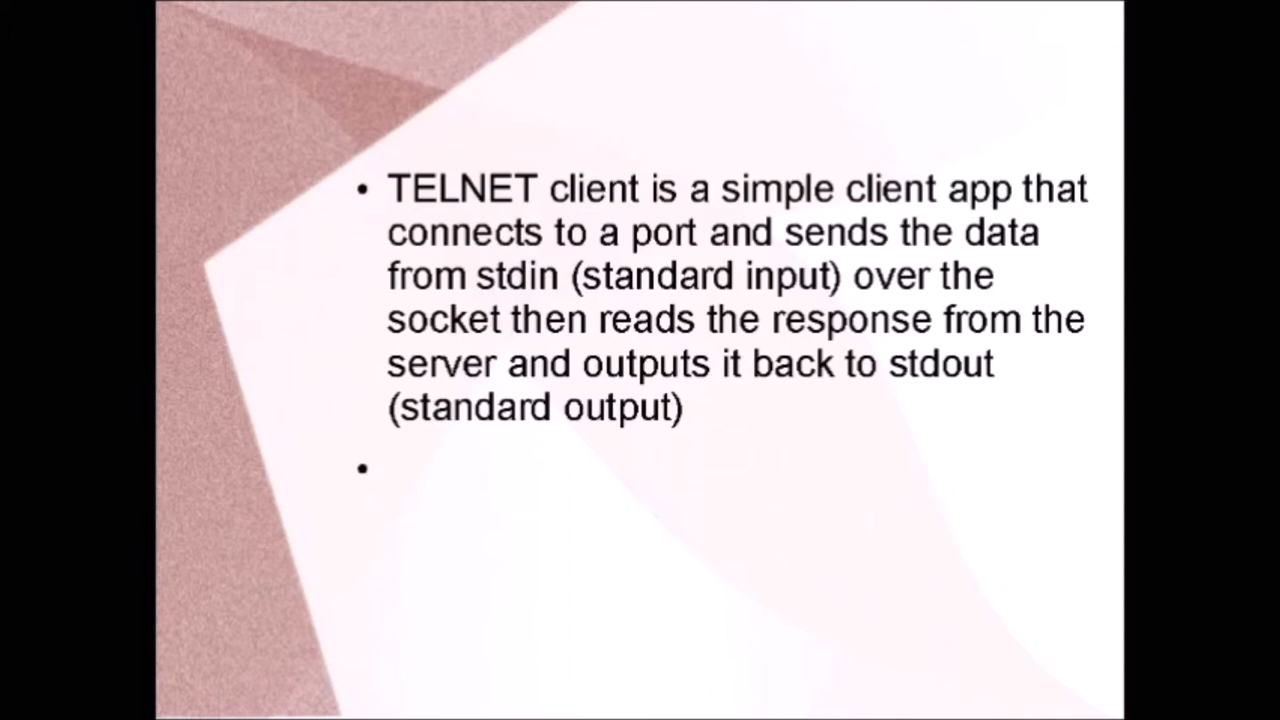 • TELNET client is a simple client app that
connects to a port and sends the data
from stdin (standard input) over the
socket then reads the response from the
server and outputs it back to stdout
(standard output)
•